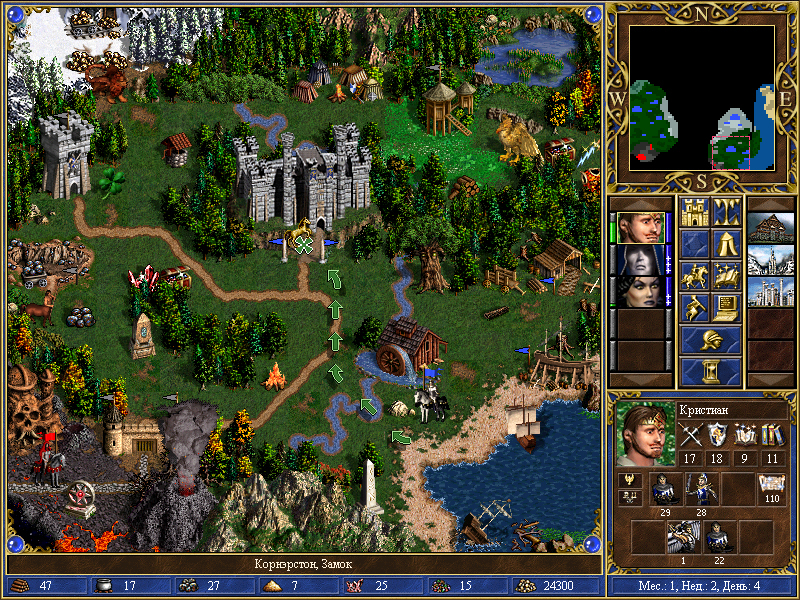 N
W
E
S
Кристиан
17 18 9 11
110
29 28
1 22
Корнэрстон, Замок
47 17 27 7 25 15 24300
Мес.: 1, Нед.: 2, День: 4